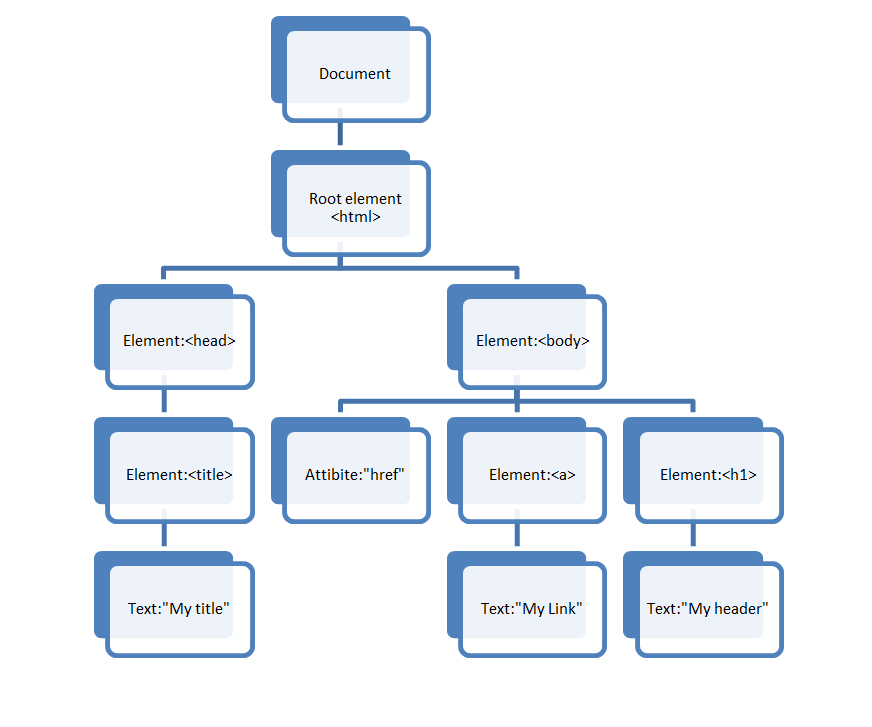 Document
Root element
<html>
Element:<head>
Element:<body>
Element:<title>
Attibite:"href"
Element:<a>
Element:<h1>
Text:"My title"
Text:"My Link"
Text:"My header"